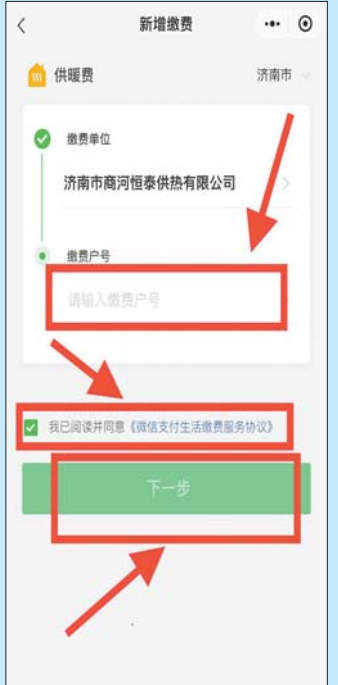 新增缴费
供暖费 济南市
缴费单位
济南市商河恒泰供热有限公司
缴费户号
请输入缴费户号
我已阅读并同意《微信支付生活缴费服务协议》
下一步